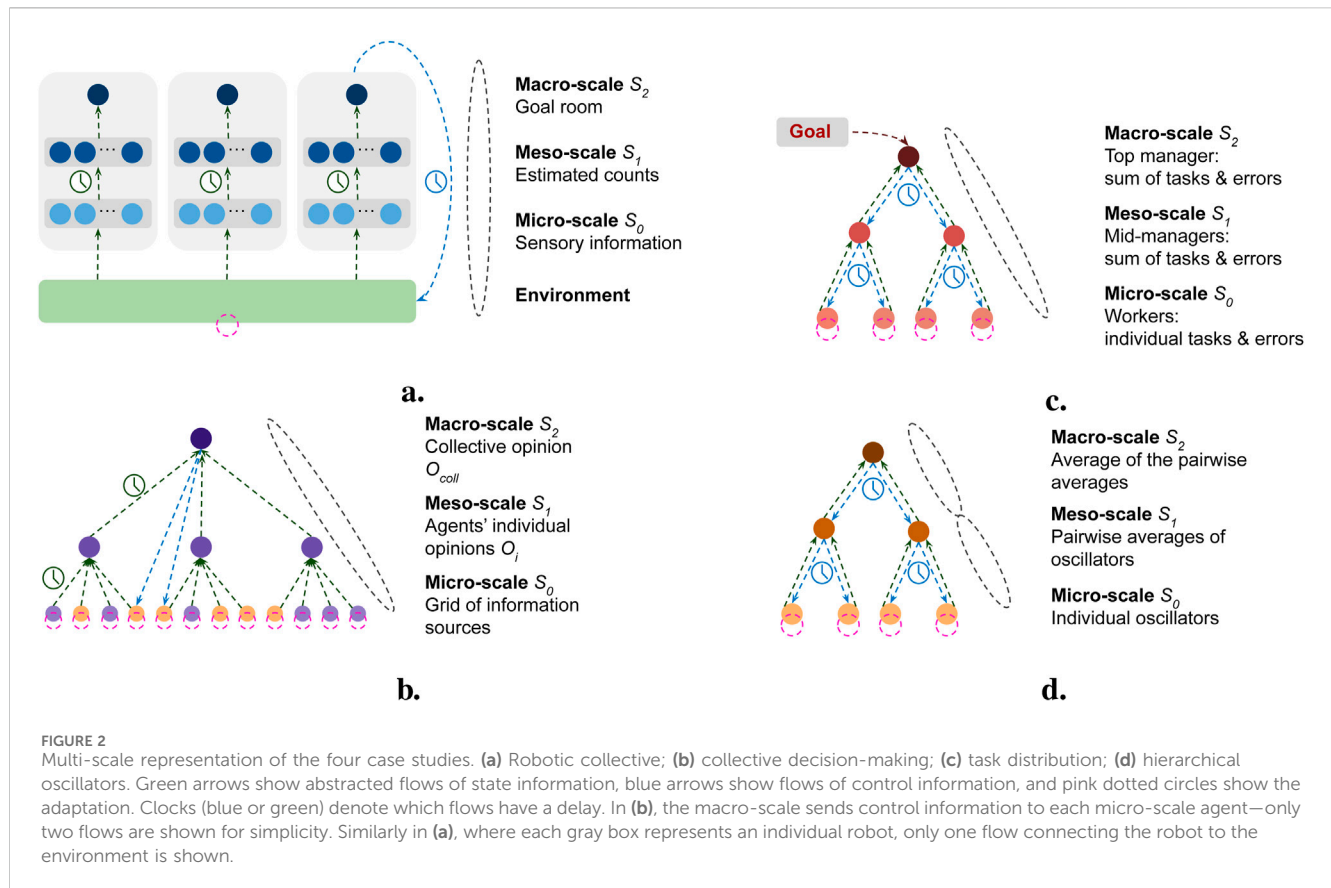 Macro-scale S2
Goal room
Meso-scale S1
Estimated counts
Micro-scale S0
Sensory information
Environment
a.
Goal
Macro-scale S2
Top manager:
sum of tasks & errors
Meso-scale S1
Mid-managers:
sum of tasks & errors
Micro-scale S0
Workers:
individual tasks & errors
c.
Macro-scale S2
Collective opinion
Ocoll
Meso-scale S1
Agents' individual
opinions Oi
Micro-scale S0
Grid of information
sources
b.
Macro-scale S2
Average of the pairwise
averages
Meso-scale S1
Pairwise averages of
oscillators
Micro-scale S0
Individual oscillators
d.
FIGURE 2
Multi-scale representation of the four case studies. (a) Robotic collective; (b) collective decision-making; (c) task distribution; (d) hierarchical
oscillators. Green arrows show abstracted flows of state information, blue arrows show flows of control information, and pink dotted circles show the
adaptation. Clocks (blue or green) denote which flows have a delay. In (b), the macro-scale sends control information to each micro-scale agent—only
two flows are shown for simplicity. Similarly in (a), where each gray box represents an individual robot, only one flow connecting the robot to the
environment is shown.